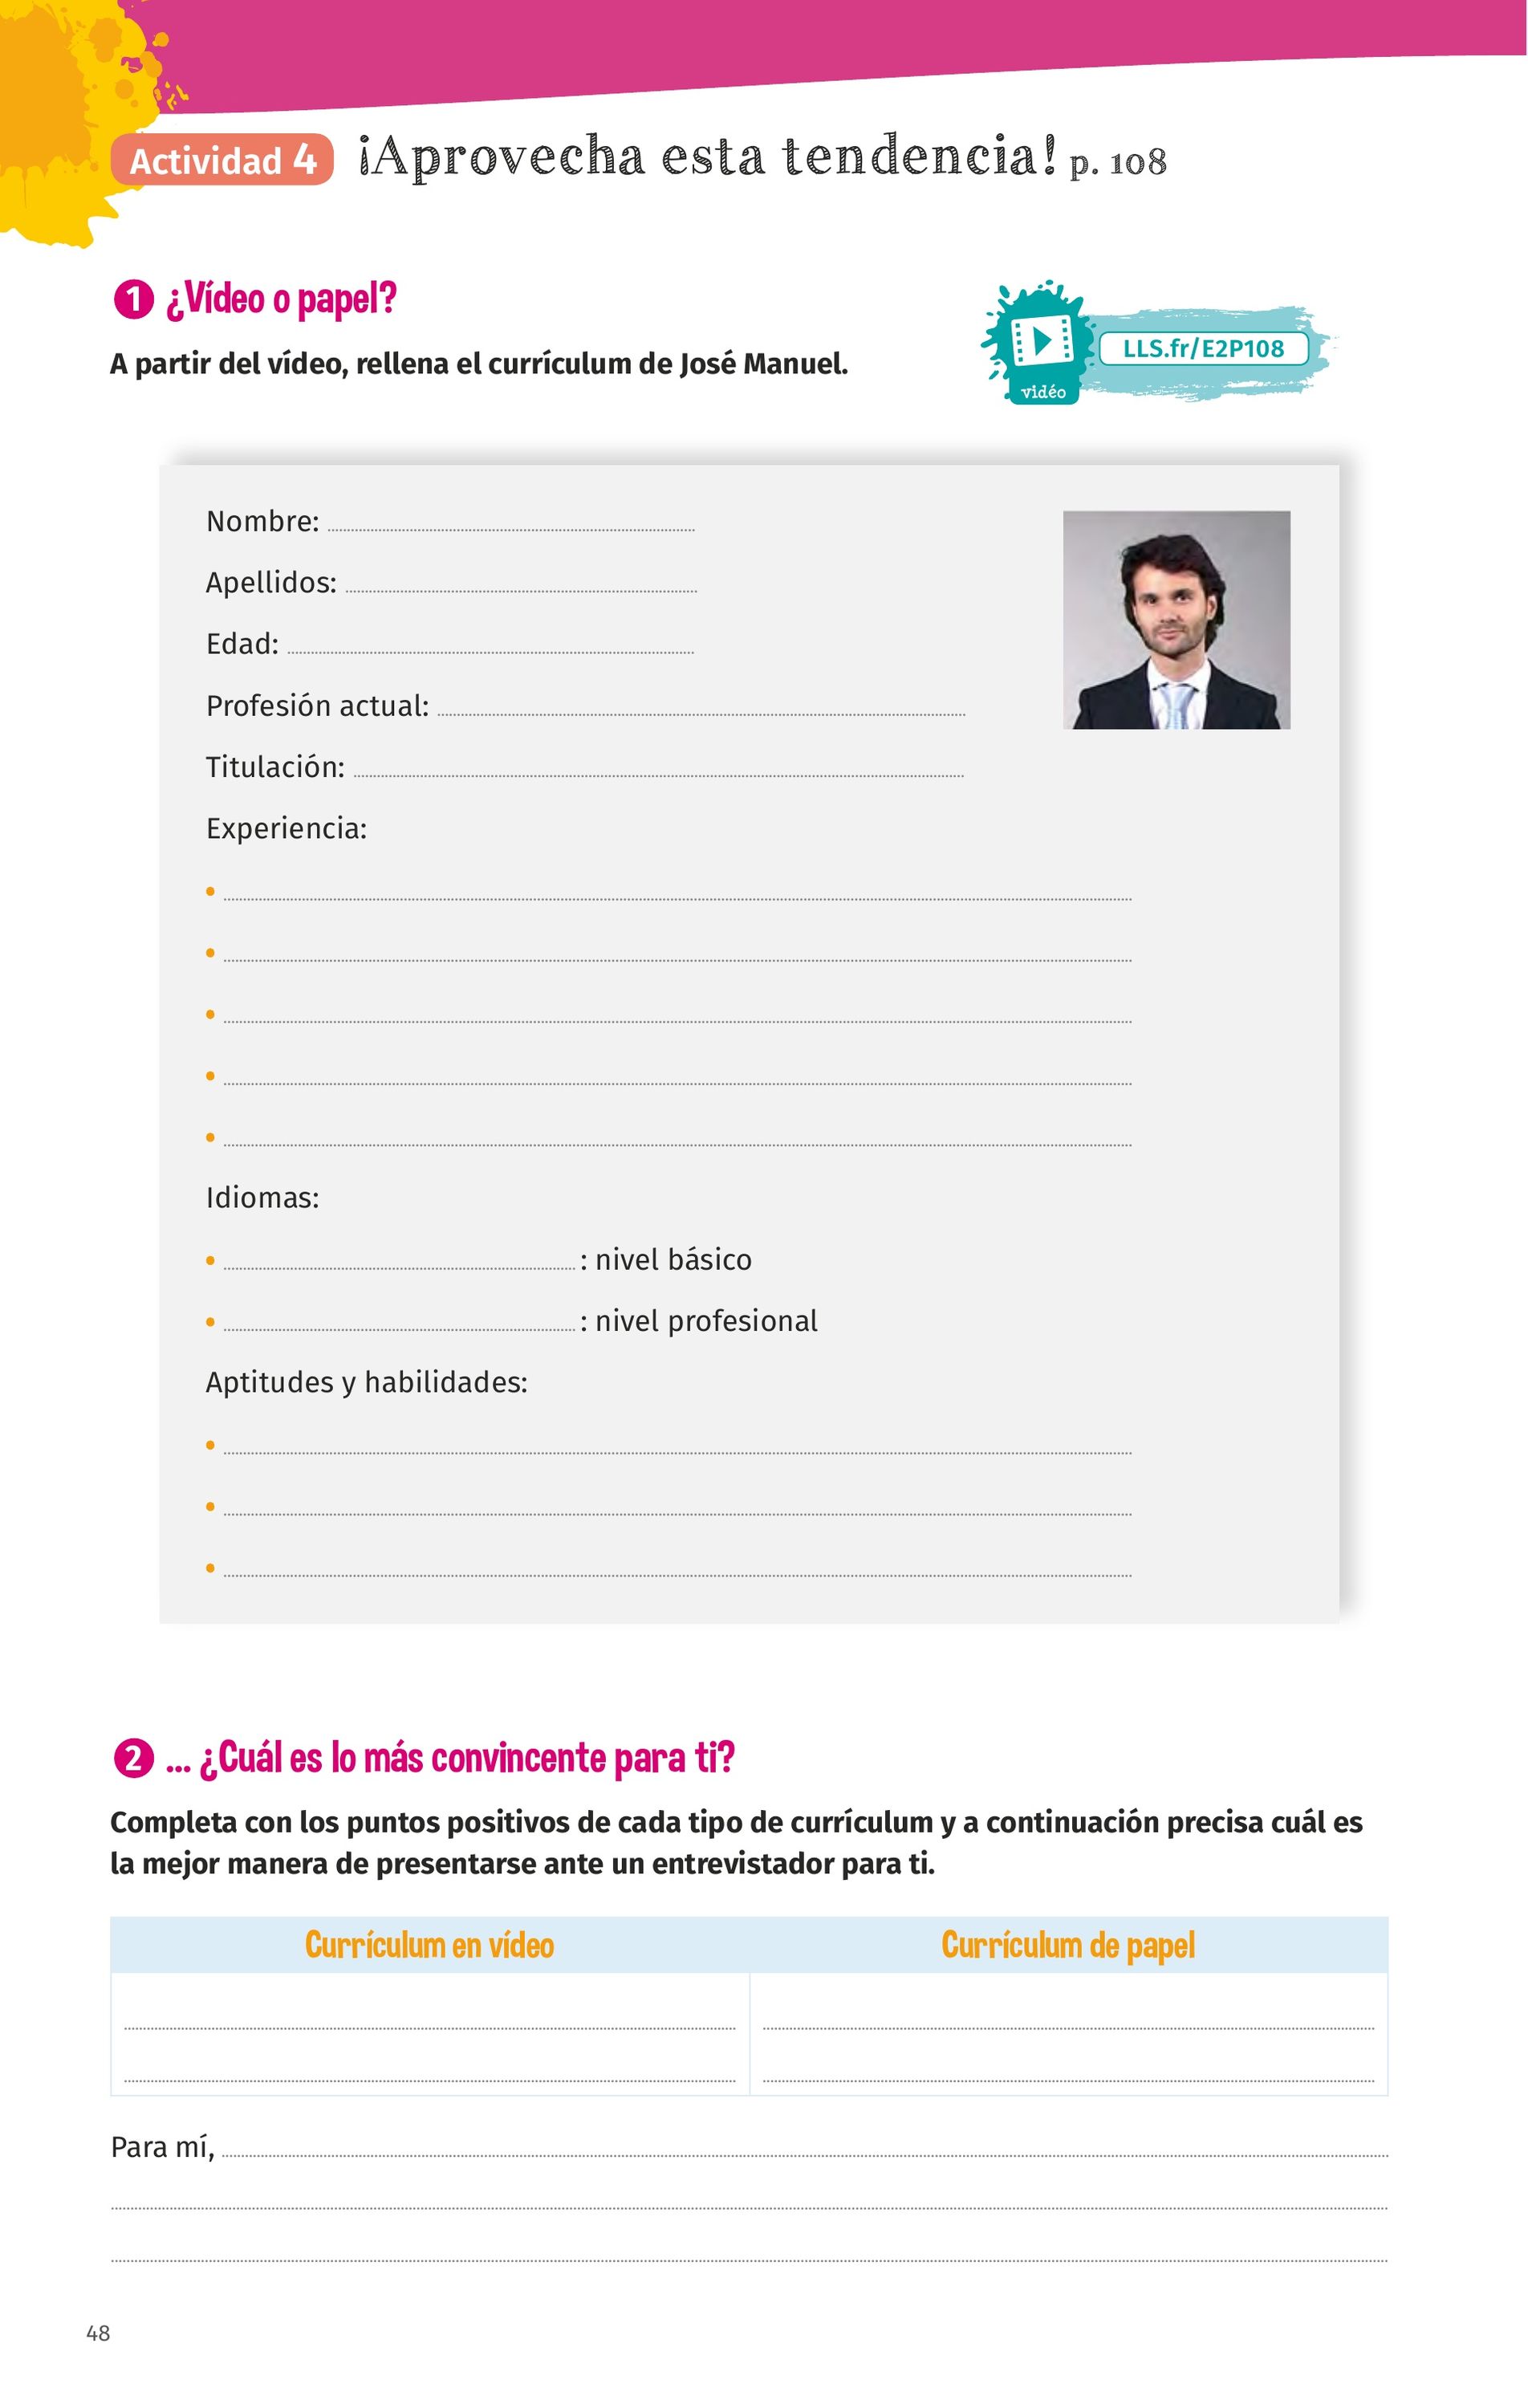 Actividad 4 ¡Aprovecha esta tendencia! p. 108
1 ¿Vídeo o papel?
A partir del vídeo, rellena el currículum de José Manuel.
vidéo
LLS.fr/E2P108
Nombre:
Apellidos:
Edad:
Profesión actual:
Titulación:
Experiencia:
•
•
•
•
•
Idiomas:
• : nivel básico
• : nivel profesional
Aptitudes y habilidades:
•
•
•
2 ... ¿Cuál es lo más convincente para ti?
Completa con los puntos positivos de cada tipo de currículum y a continuación precisa cuál es
la mejor manera de presentarse ante un entrevistador para ti.
Currículum en vídeo
Currículum de papel
Para mí,
48